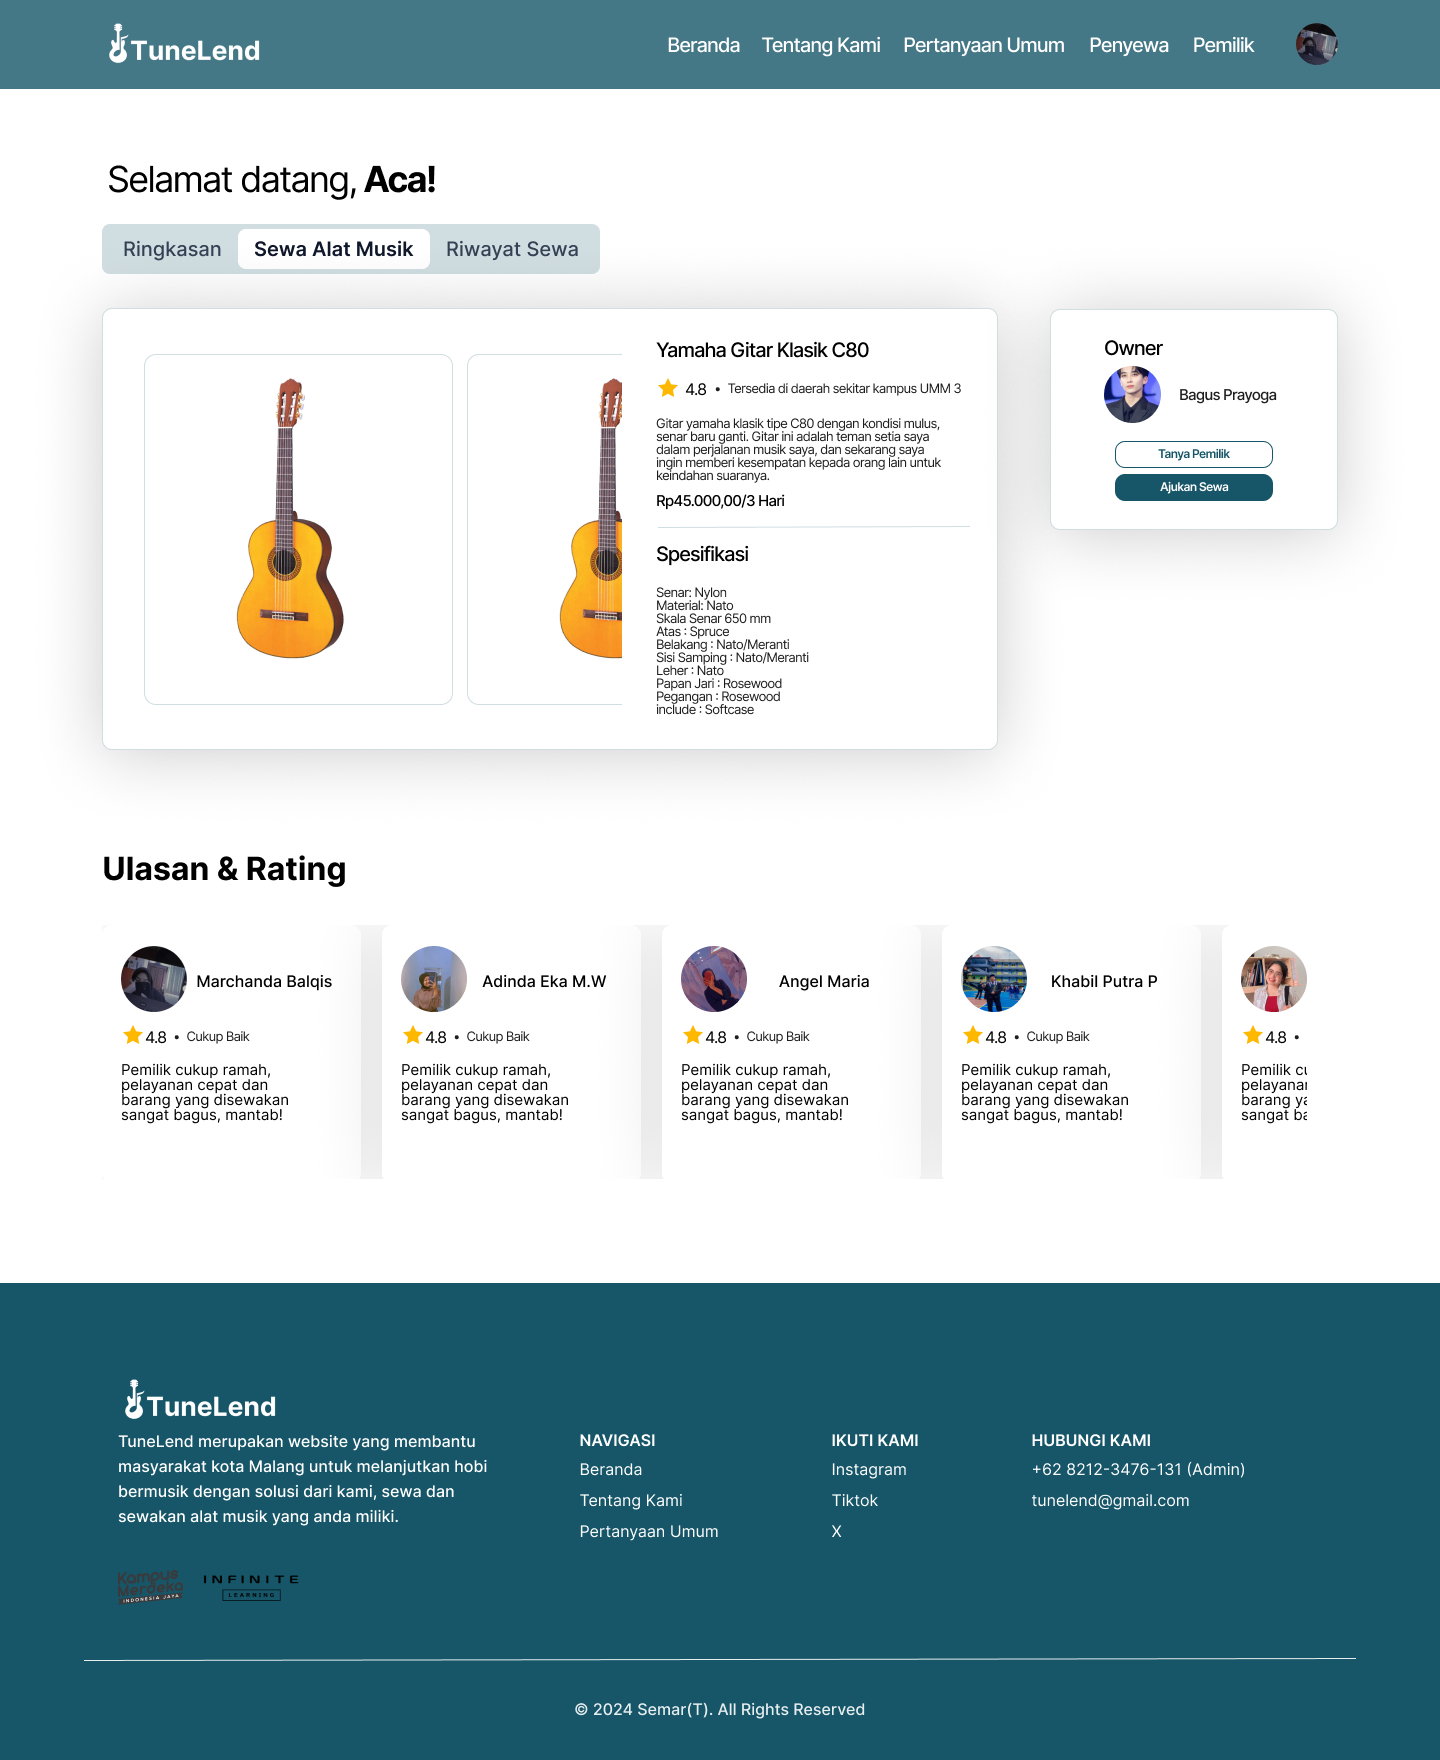 TuneLend
Beranda Tentang Kami Pertanyaan Umum Penyewa Pemilik
Selamat datang, Aca!
Ringkasan Sewa Alat Musik Riwayat Sewa
Yamaha Gitar Klasik C80
4.8 • Tersedia di daerah sekitar kampus UMM 3
Gitar yamaha klasik tipe C80 dengan kondisi mulus,
senar baru ganti. Gitar ini adalah teman setia saya
dalam perjalanan musik saya, dan sekarang saya
ingin memberi kesempatan kepada orang lain untuk
keindahan suaranya.
Rp45.000,00/3 Hari
Spesifikasi
Senar: Nylon
Material: Nato
Skala Senar 650 mm
Atas : Spruce
Belakang : Nato/Meranti
Sisi Samping : Nato/Meranti
Leher : Nato
Papan Jari : Rosewood
Pegangan : Rosewood
include : Softcase
Owner
Bagus Prayoga
Tanya Pemilik
Ajukan Sewa
Ulasan & Rating
Marchanda Balqis
4.8 • Cukup Baik
Pemilik cukup ramah,
pelayanan cepat dan
barang yang disewakan
sangat bagus, mantab!
Adinda Eka M.W
4.8 • Cukup Baik
Pemilik cukup ramah,
pelayanan cepat dan
barang yang disewakan
sangat bagus, mantab!
Angel Maria
4.8 • Cukup Baik
Pemilik cukup ramah,
pelayanan cepat dan
barang yang disewakan
sangat bagus, mantab!
Khabil Putra P
4.8 • Cukup Baik
Pemilik cukup ramah,
pelayanan cepat dan
barang yang disewakan
sangat bagus, mantab!
4.8 •
Pemilik cu
pelayanan
barang ya
sangat ba
TuneLend
TuneLend merupakan website yang membantu
masyarakat kota Malang untuk melanjutkan hobi
bermusik dengan solusi dari kami, sewa dan
sewakan alat musik yang anda miliki.
Kampus
Merdeka
INDONESIA JAYA
INFINITE
LEARNING
NAVIGASI
Beranda
Tentang Kami
Pertanyaan Umum
IKUTI KAMI
Instagram
Tiktok
X
HUBUNGI KAMI
+62 8212-3476-131 (Admin)
tunelend@gmail.com
© 2024 Semar(T). All Rights Reserved